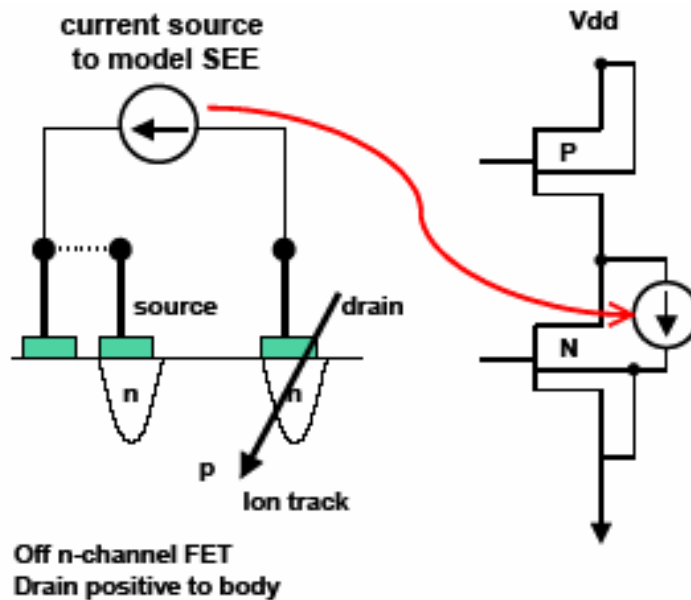 current source
to model SEE
Vdd
P
source
drain
N
n
n
p
Ion track
Off n-channel FET
Drain positive to body